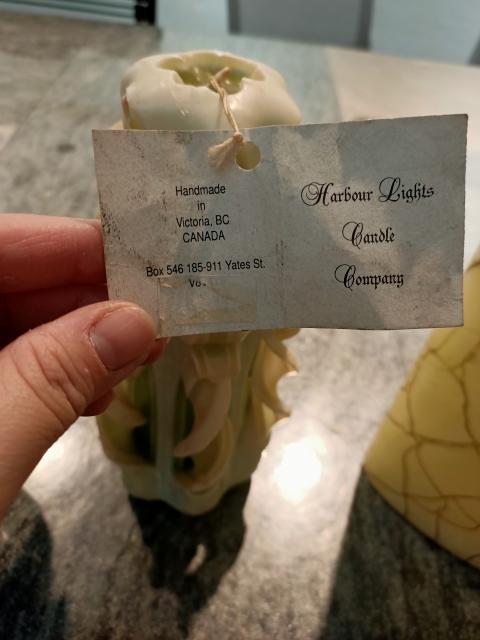 Handmade
in
Victoria, BC
CANADA
Box 546 185-911 Yates St.
Harbour Lights
Candle
Company